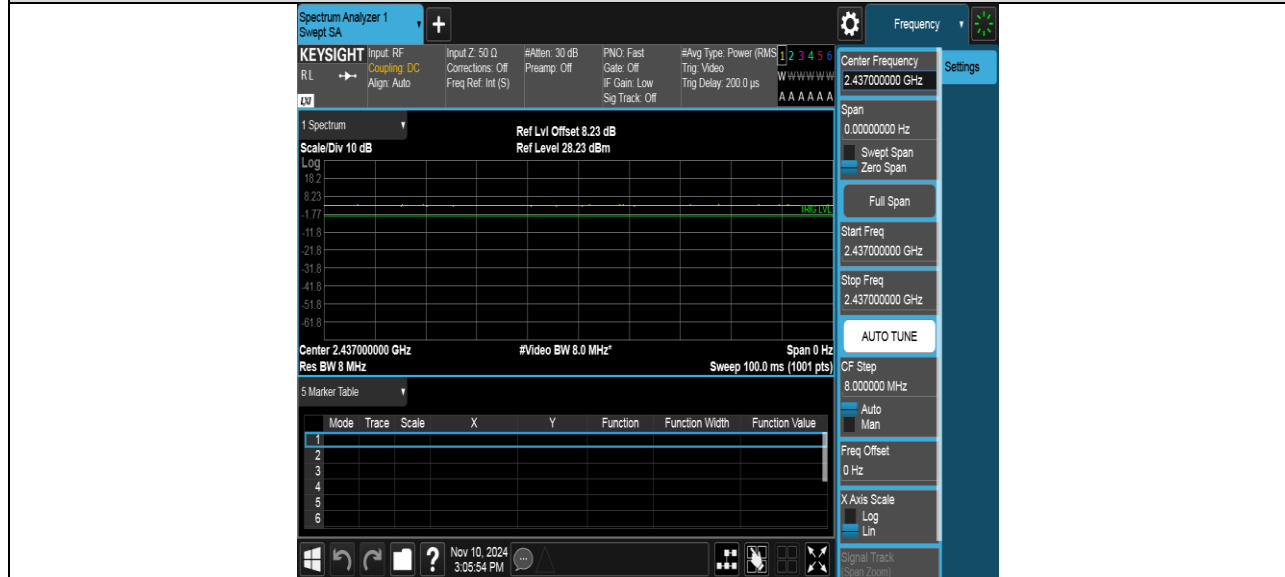 Spectrum Analyzer 1
Swept SA
+
Frequency
KEYSIGHT
RL
LXI
Input: RF
Coupling: DC
Align: Auto
Input Z: 50 Ω
Corrections: Off
Freq Ref: Int (S)
#Atten: 30 dB
Preamp: Off
PNO: Fast
Gate: Off
IF Gain: Low
Sig Track: Off
#Avg Type: Power (RMS
Trig: Video
Trig Delay: 200.0 µs
1 2 3 4 5 6
W W W W W W
A A A A A A
1 Spectrum
Scale/Div 10 dB
Ref Lvl Offset 8.23 dB
Ref Level 28.23 dBm
Log
18.2
8.23
-1.77
-11.8
-21.8
-31.8
-41.8
-51.8
-61.8
TRIG LVL
Center 2.437000000 GHz
#Video BW 8.0 MHz*
Span 0 Hz
Res BW 8 MHz
Sweep 100.0 ms (1001 pts)
5 Marker Table
Mode Trace Scale X Y Function Function Width Function Value
1
2
3
4
5
6
?
Nov 10, 2024
3:05:54 PM
Center Frequency
2.437000000 GHz
Settings
Span
0.00000000 Hz
Swept Span
Zero Span
Full Span
Start Freq
2.437000000 GHz
Stop Freq
2.437000000 GHz
AUTO TUNE
CF Step
8.000000 MHz
Auto
Man
Freq Offset
0 Hz
X Axis Scale
Log
Lin
Signal Track
(Span Zoom)